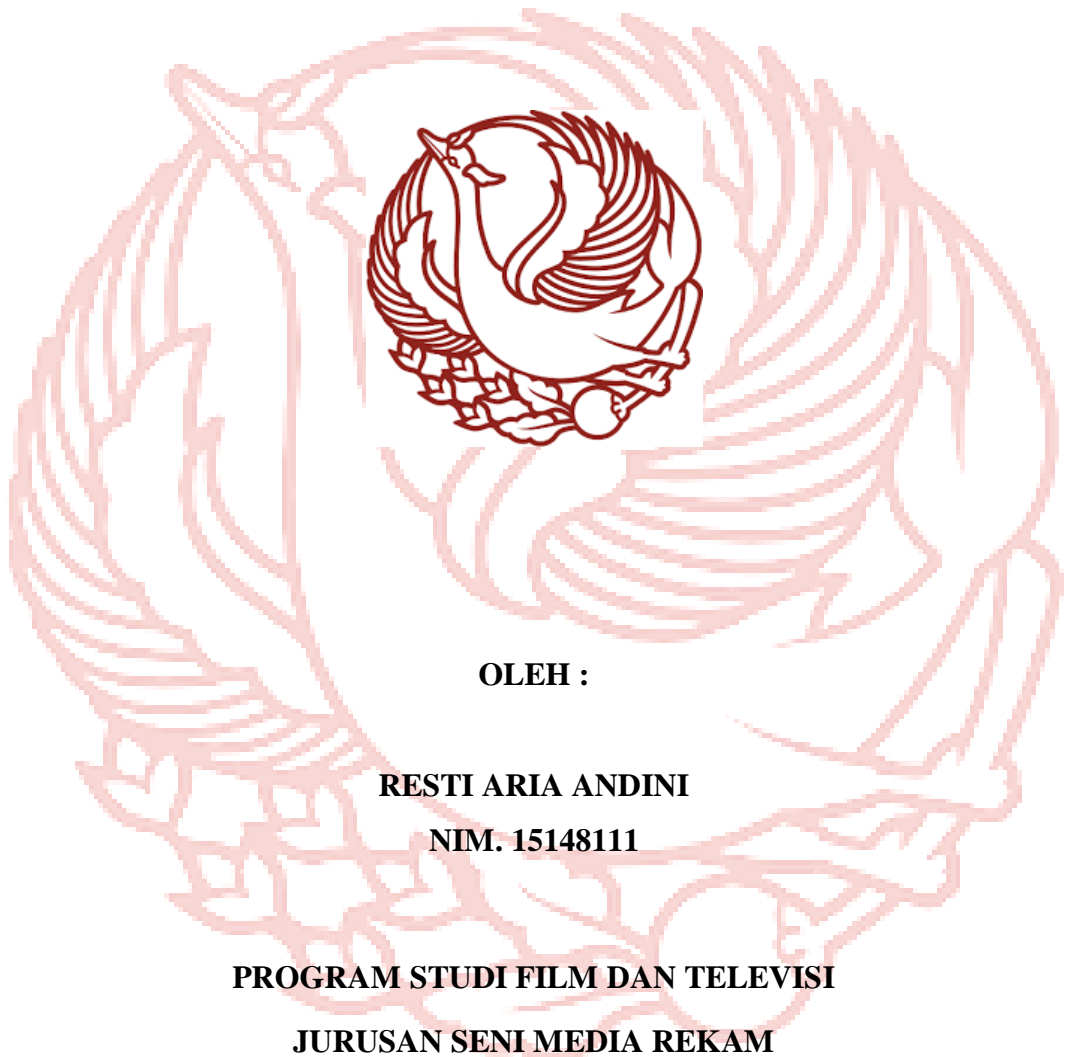 OLEH :
RESTI ARIA ANDINI
NIM. 15148111
PROGRAM STUDI FILM DAN TELEVISI
JURUSAN SENI MEDIA REKAM